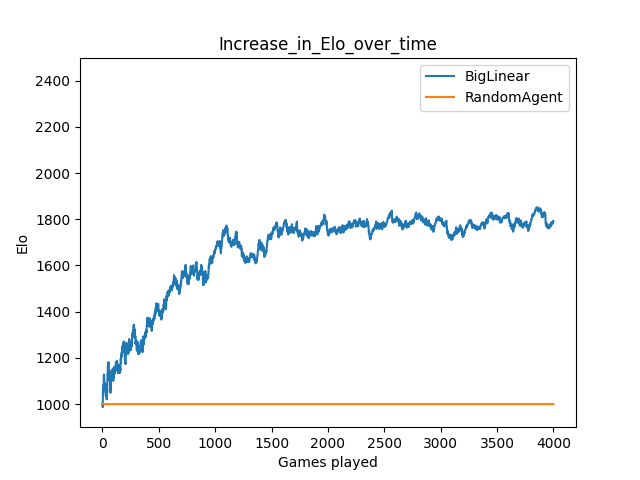 Increase_in_Elo_over_time
BigLinear
RandomAgent
2400
2200
2000
1800
1600
1400
1200
1000
Elo
0 500 1000 1500 2000 2500 3000 3500 4000
Games played